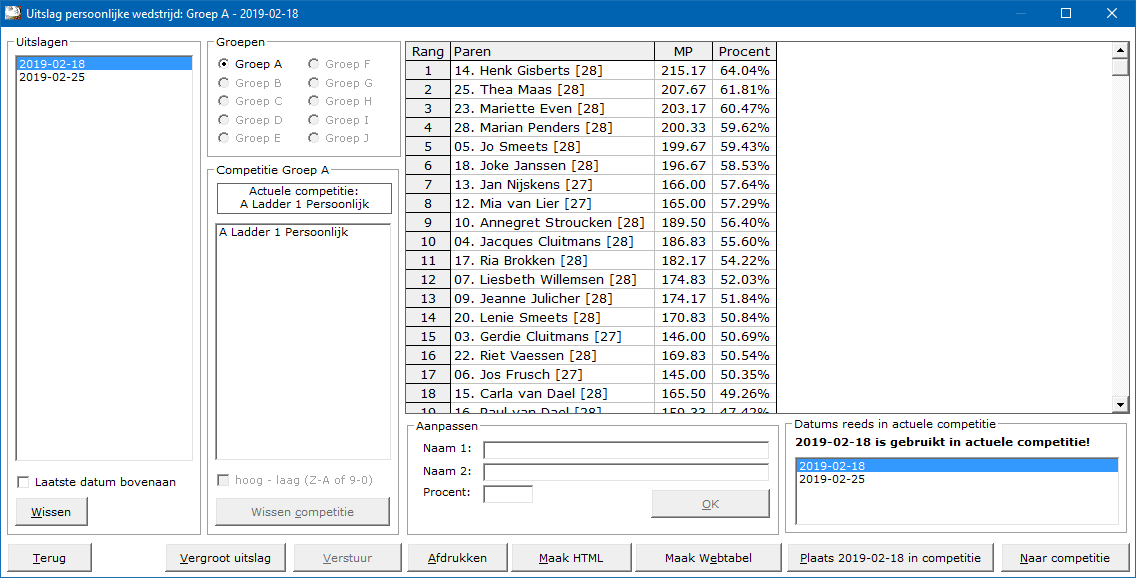 Uitslag persoonlijke wedstrijd: Groep A - 2019-02-18
Uitslagen
2019-02-18
2019-02-25
Laatste datum bovenaan
Wissen
Groepen
Groep A
Groep F
Groep B
Groep G
Groep C
Groep H
Groep D
Groep I
Groep E
Groep J
Competitie Groep A
Actuele competitie:
A Ladder 1 Persoonlijk
A Ladder 1 Persoonlijk
hoog - laag (Z-A of 9-0)
Wissen competitie
Rang Paren MP Procent
1 14. Henk Gisberts [28] 215.17 64.04%
2 25. Thea Maas [28] 207.67 61.81%
3 23. Mariette Even [28] 203.17 60.47%
4 28. Marian Penders [28] 200.33 59.62%
5 05. Jo Smeets [28] 199.67 59.43%
6 18. Joke Janssen [28] 196.67 58.53%
7 13. Jan Nijskens [27] 166.00 57.64%
8 12. Mia van Lier [27] 165.00 57.29%
9 10. Annegret Stroucken [28] 189.50 56.40%
10 04. Jacques Cluitmans [28] 186.83 55.60%
11 17. Ria Brokken [28] 182.17 54.22%
12 07. Liesbeth Willemsen [28] 174.83 52.03%
13 09. Jeanne Julicher [28] 174.17 51.84%
14 20. Lenie Smeets [28] 170.83 50.84%
15 03. Gerdie Cluitmans [27] 146.00 50.69%
16 22. Riet Vaessen [28] 169.83 50.54%
17 06. Jos Frusch [27] 145.00 50.35%
18 15. Carla van Dael [28] 165.50 49.26%
19 16. Paul van Dael [28] 159.33 47.42%
Aanpassen
Naam 1:
Naam 2:
Procent:
OK
Datums reeds in actuele competitie
2019-02-18 is gebruikt in actuele competitie!
2019-02-18
2019-02-25
Terug
Vergroot uitslag
Verstuur
Afdrukken
Maak HTML
Maak Webtabel
Plaats 2019-02-18 in competitie
Naar competitie